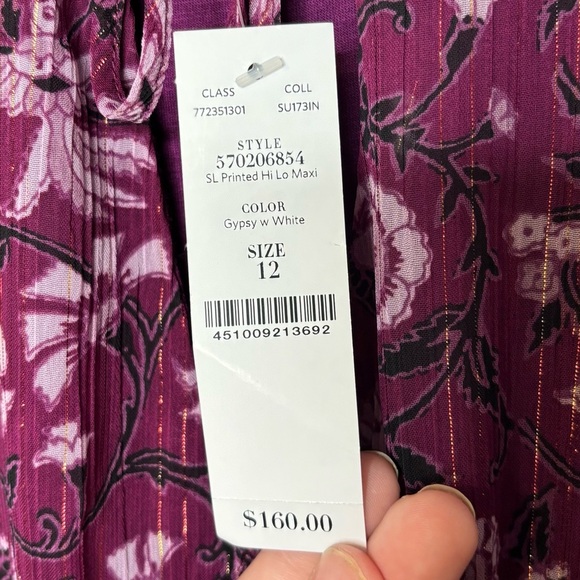 CLASS COLL
772351301 SU173IN
STYLE
570206854
SL Printed Hi Lo Maxi
COLOR
Gypsy w White
SIZE
12
451009213692
$160.00